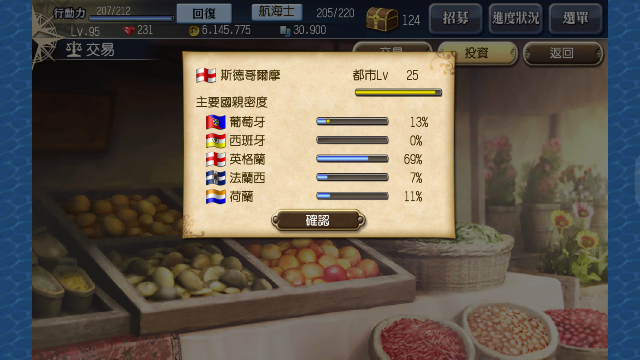 行動力 207/212 回復 航海士 205/220 124 招募 進度狀況 選單
Lv.95 231 6,145.775 30.900
交易 交易 投資 返回
斯德哥爾摩 都市Lv 25
主要國親密度
葡萄牙 13%
西班牙 0%
英格蘭 69%
法蘭西 7%
荷蘭 11%
確認